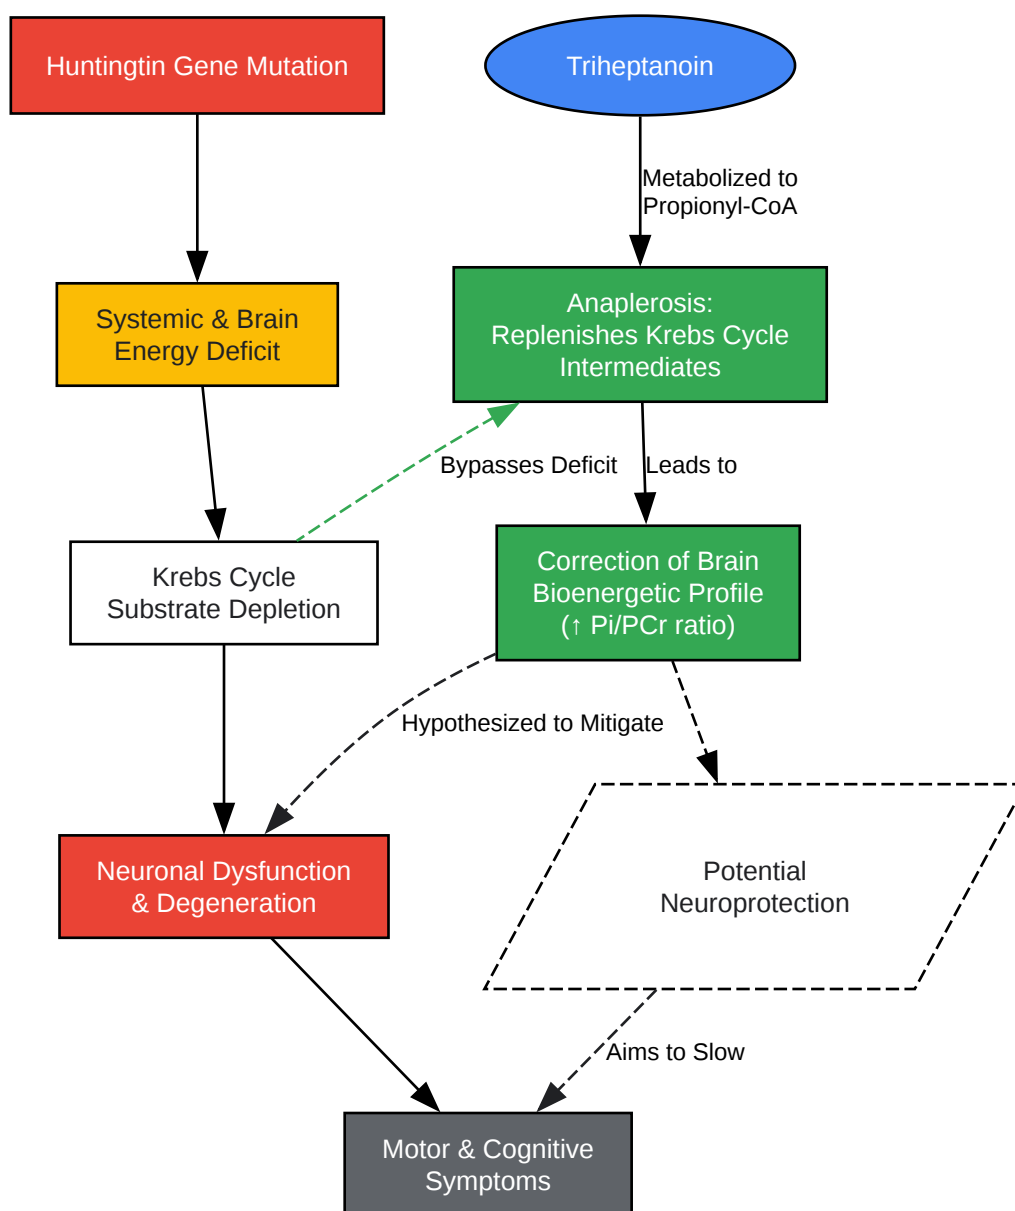 Huntingtin Gene Mutation
Triheptanoin
Metabolized to
Propionyl-CoA
Systemic & Brain
Energy Deficit
Anaplerosis:
Replenishes Krebs Cycle
Intermediates
Bypasses Deficit
Leads to
Krebs Cycle
Substrate Depletion
Correction of Brain
Bioenergetic Profile
(↑ Pi/PCr ratio)
Hypothesized to Mitigate
Neuronal Dysfunction
& Degeneration
Potential
Neuroprotection
Aims to Slow
Motor & Cognitive
Symptoms